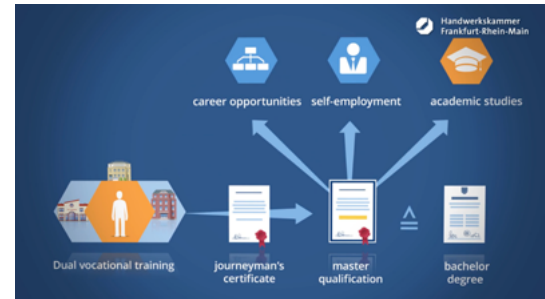 Handwerkskammer
Frankfurt-Rhein-Main
career opportunities
self-employment
academic studies
≙
Dual vocational training
journeyman's
certificate
master
qualification
bachelor
degree